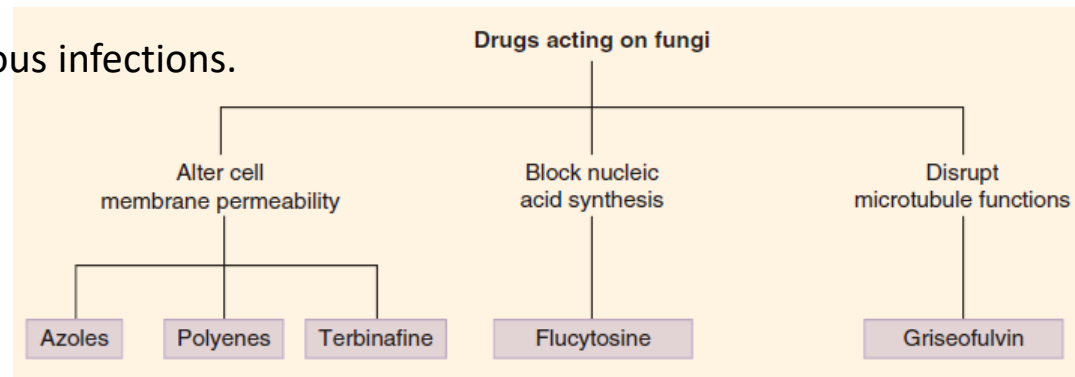 ous infections.
Drugs acting on fungi
Alter cell
membrane permeability
Block nucleic
acid synthesis
Disrupt
microtubule functions
Azoles
Polyenes
Terbinafine
Flucytosine
Griseofulvin